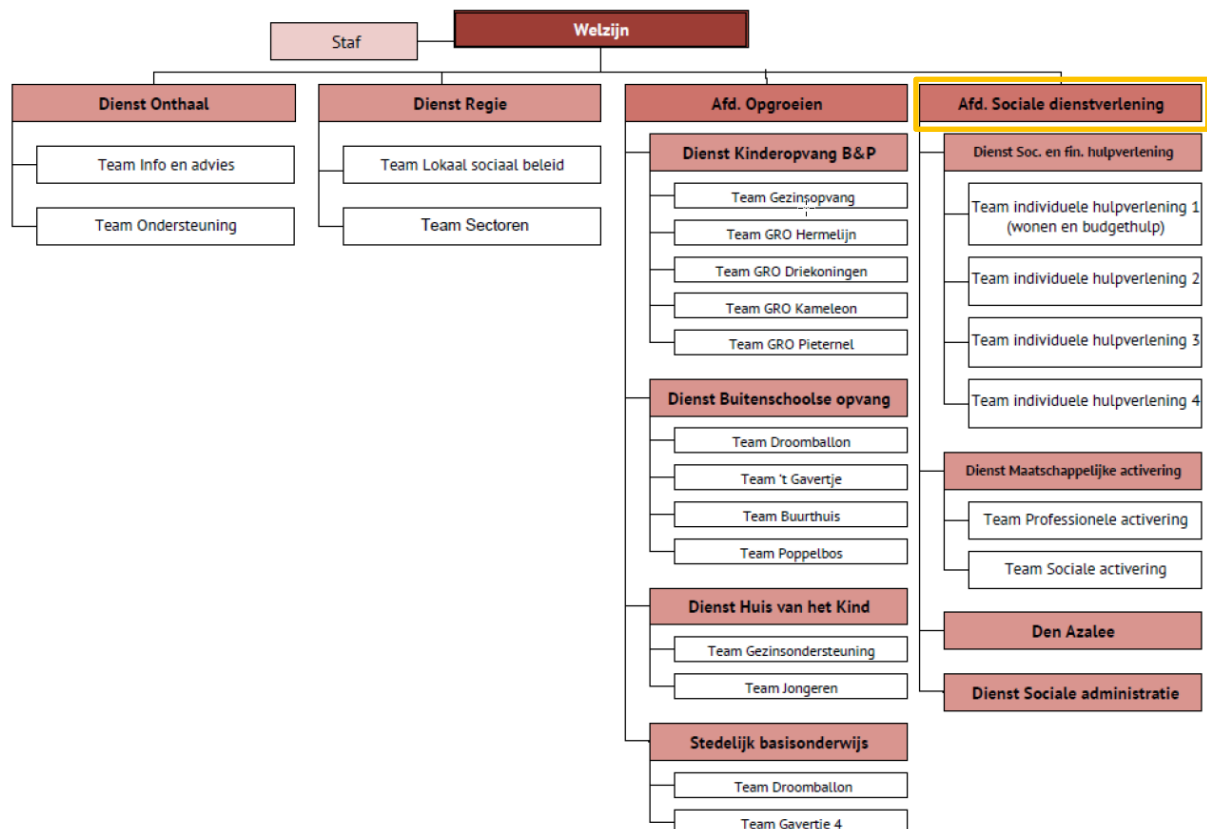 Welzijn
Staf
Dienst Onthaal
Team Info en advies
Team Ondersteuning
Dienst Regie
Team Lokaal sociaal beleid
Team Sectoren
Afd. Opgroeien
Dienst Kinderopvang B&P
Team Gezinsopvang
Team GRO Hermelijn
Team GRO Driekoningen
Team GRO Kameleon
Team GRO Pieternel
Dienst Buitenschoolse opvang
Team Droomballon
Team 't Gavertje
Team Buurthuis
Team Poppelbos
Dienst Huis van het Kind
Team Gezinsondersteuning
Team Jongeren
Stedelijk basisonderwijs
Team Droomballon
Team Gavertje 4
Afd. Sociale dienstverlening
Dienst Soc. en fin. hulpverlening
Team individuele hulpverlening 1
(wonen en budgethulp)
Team individuele hulpverlening 2
Team individuele hulpverlening 3
Team individuele hulpverlening 4
Dienst Maatschappelijke activering
Team Professionele activering
Team Sociale activering
Den Azalee
Dienst Sociale administratie